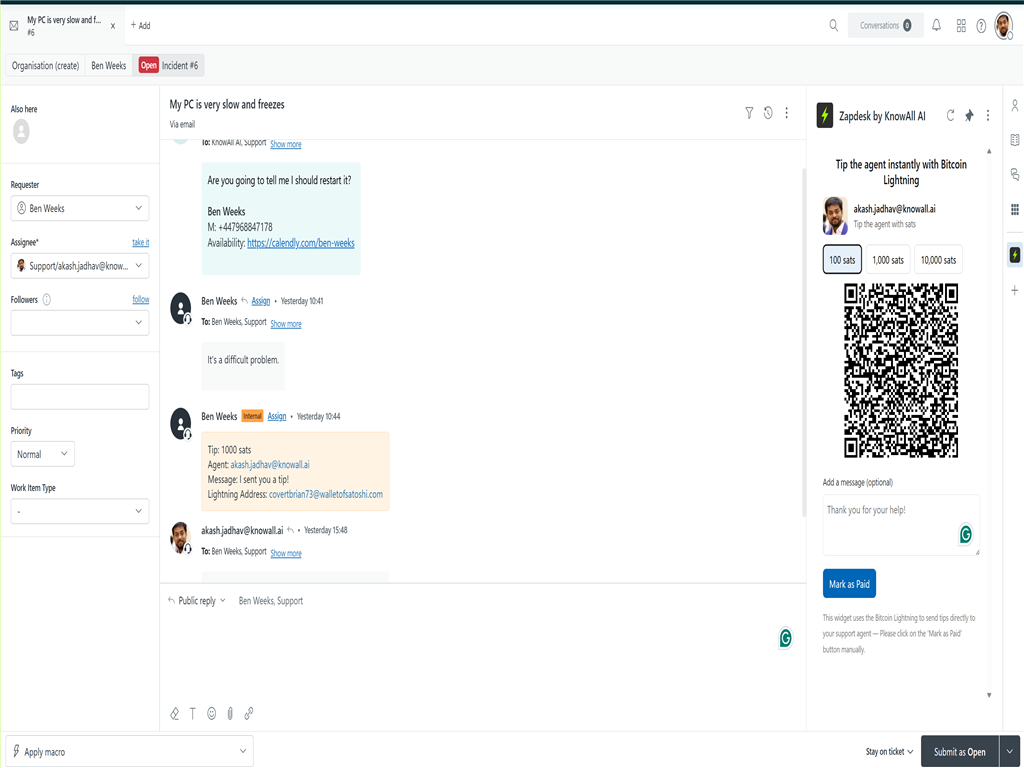 My PC is very slow and f...
#6
+ Add
Conversations 0
Organisation (create)
Ben Weeks
Open Incident #6
Also here
Requester
Ben Weeks
Assignee*
take it
Support/akash.jadhav@know...
Followers
follow
Tags
Priority
Normal
Work Item Type
-
My PC is very slow and freezes
Via email
To: KnowAll AI, Support Show more
Are you going to tell me I should restart it?
Ben Weeks
M: +447968847178
Availability: https://calendly.com/ben-weeks
Ben Weeks Assign • Yesterday 10:41
To: Ben Weeks, Support Show more
It's a difficult problem.
Ben Weeks Internal Assign • Yesterday 10:44
Tip: 1000 sats
Agent: akash.jadhav@knowall.ai
Message: I sent you a tip!
Lightning Address: covertbrian73@walletofsatoshi.com
akash.jadhav@knowall.ai • Yesterday 15:48
To: Ben Weeks, Support Show more
Public reply
Ben Weeks, Support
Zapdesk by KnowAll AI
Tip the agent instantly with Bitcoin
Lightning
akash.jadhav@knowall.ai
Tip the agent with sats
100 sats
1,000 sats
10,000 sats
Add a message (optional)
Thank you for your help!
Mark as Paid
This widget uses the Bitcoin Lightning to send tips directly to
your support agent — Please click on the 'Mark as Paid'
button manually.
Apply macro
Stay on ticket
Submit as Open